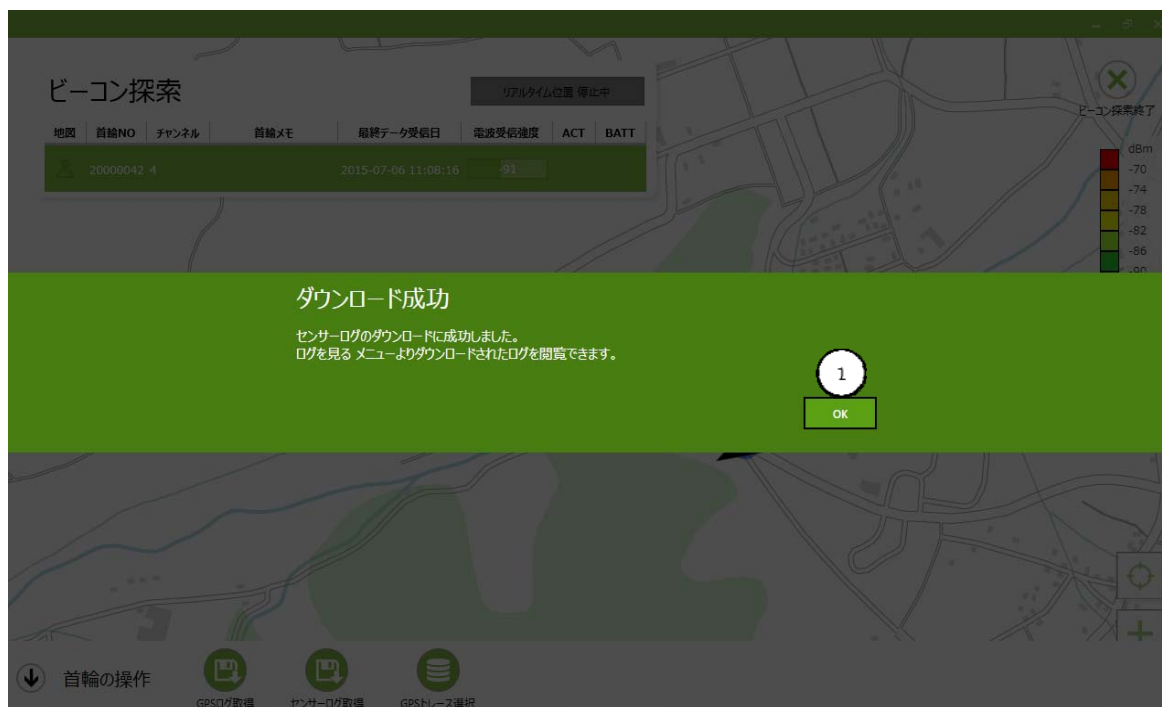 ビーコン探索
リアルタイム位置 停止中
ビーコン探索終了
地図 首輪NO チャンネル 首輪メモ 最終データ受信日 電波受信強度 ACT BATT
20000042 4 2015-07-06 11:08:16 -91
dBm
-70
-74
-78
-82
-86
-90
ダウンロード成功
センサーログのダウンロードに成功しました。
ログを見る メニューよりダウンロードされたログを閲覧できます。
1
OK
首輪の操作
GPSログ取得 センサーログ取得 GPSトレース選択